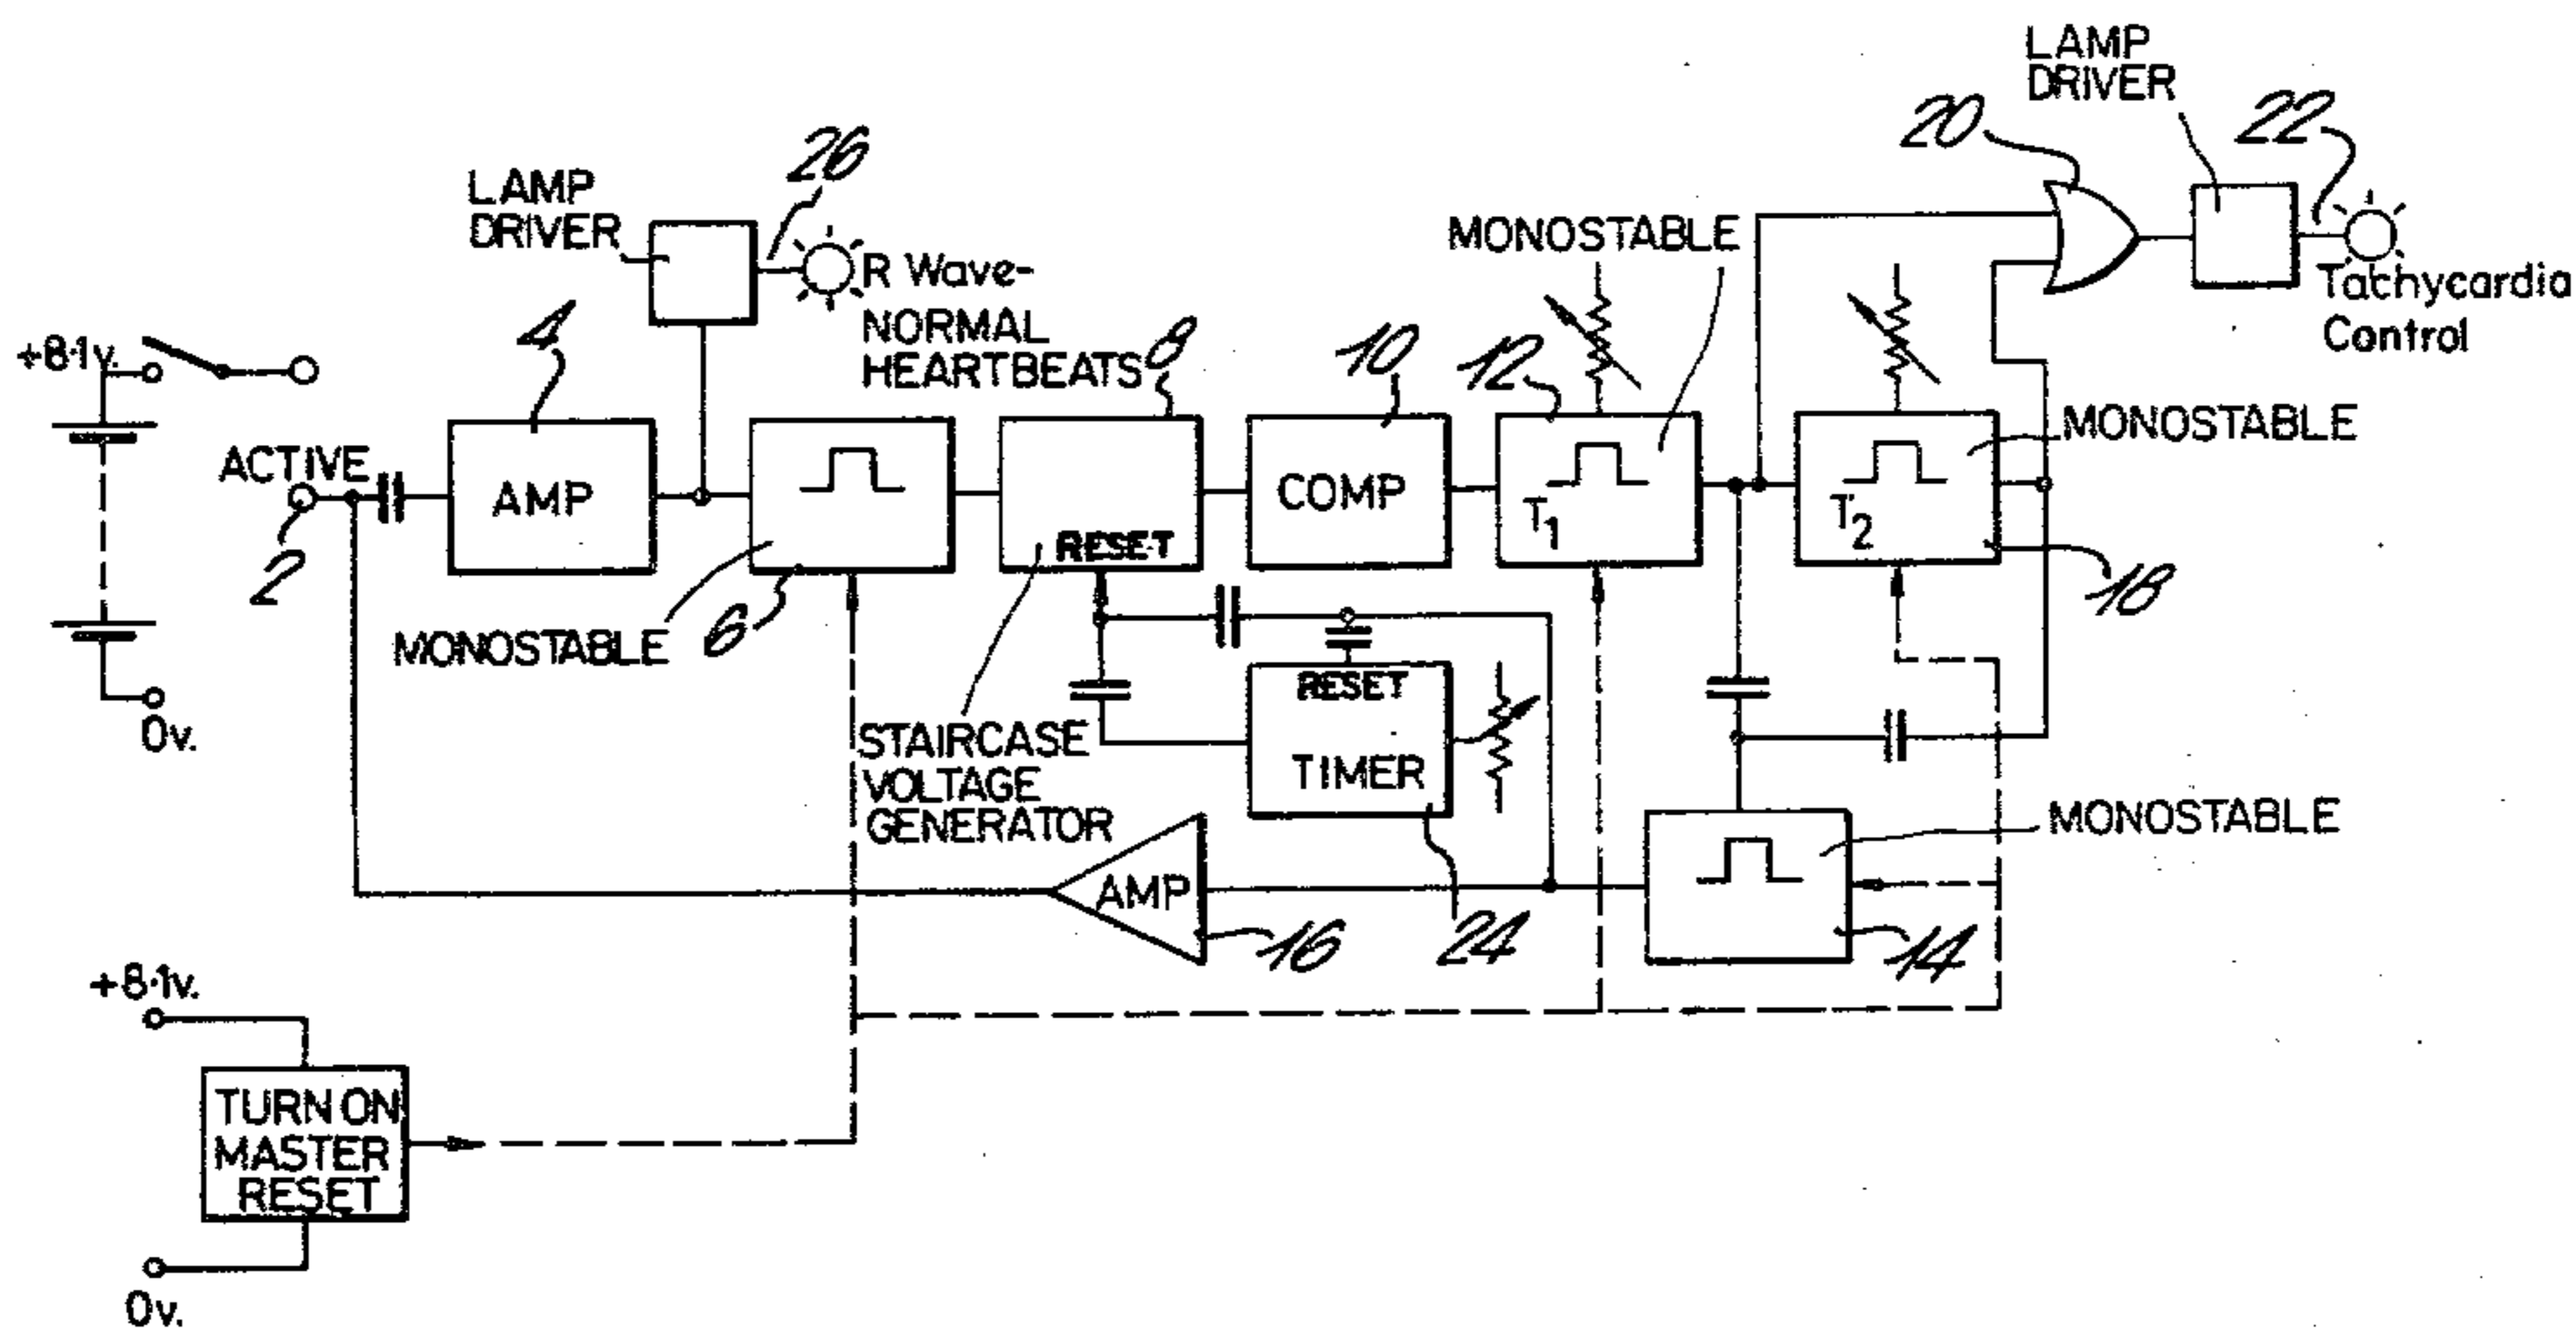 LAMP
DRIVER
20
22
26
LAMP
DRIVER
R Wave-
NORMAL
HEARTBEATS
MONOSTABLE
Tachycardia
Control
+8·1v.
4
8
10
12
MONOSTABLE
ACTIVE
AMP
COMP
T1
T2
RESET
2
18
MONOSTABLE
6
RESET
STAIRCASE
VOLTAGE
GENERATOR
TIMER
0v.
MONOSTABLE
AMP
16
24
14
+8·1v.
TURN ON
MASTER
RESET
0v.